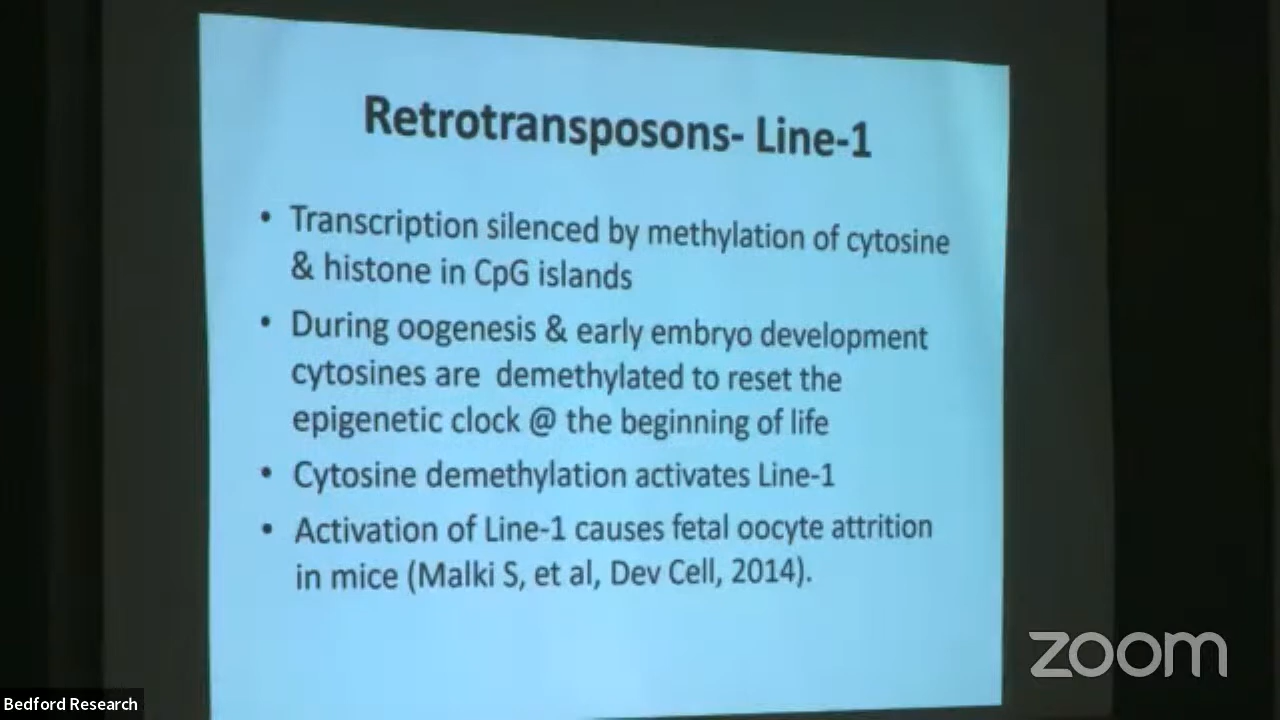 Retrotransposons- Line-1
• Transcription silenced by methylation of cytosine
& histone in CpG islands
• During oogenesis & early embryo development
cytosines are demethylated to reset the
epigenetic clock @ the beginning of life
• Cytosine demethylation activates Line-1
• Activation of Line-1 causes fetal oocyte attrition
in mice (Malki S, et al, Dev Cell, 2014).
zoom
Bedford Research